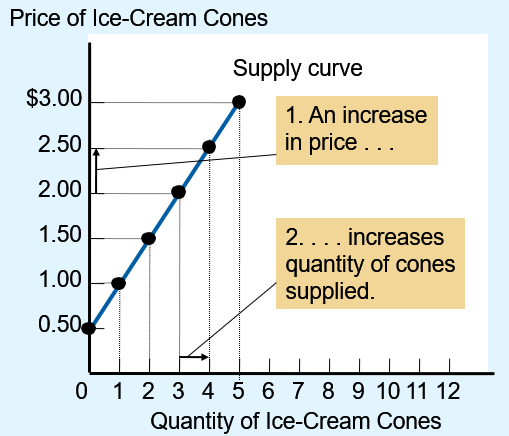 Price of Ice-Cream Cones
Supply curve
$3.00
1. An increase
in price . . .
2.50
2.00
1.50
2. . . . increases
quantity of cones
supplied.
1.00
0.50
0 1 2 3 4 5 6 7 8 9 10 11 12
Quantity of Ice-Cream Cones